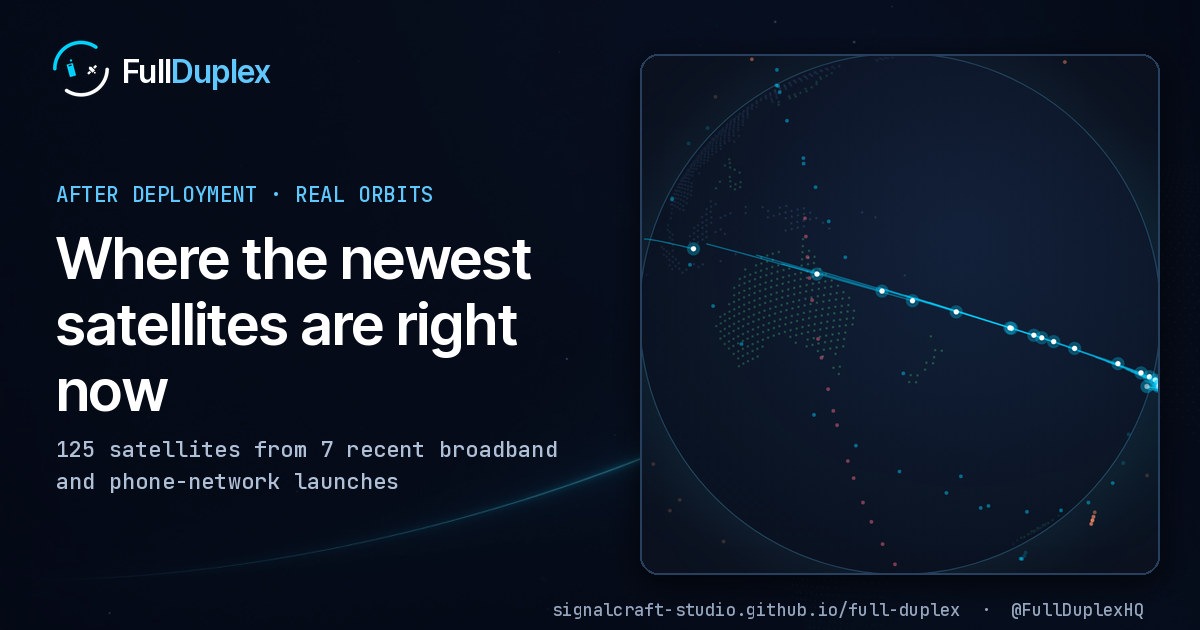 FullDuplex
AFTER DEPLOYMENT · REAL ORBITS
Where the newest
satellites are right
now
125 satellites from 7 recent broadband
and phone-network launches
signalcraft-studio.github.io/full-duplex · @FullDuplexHQ